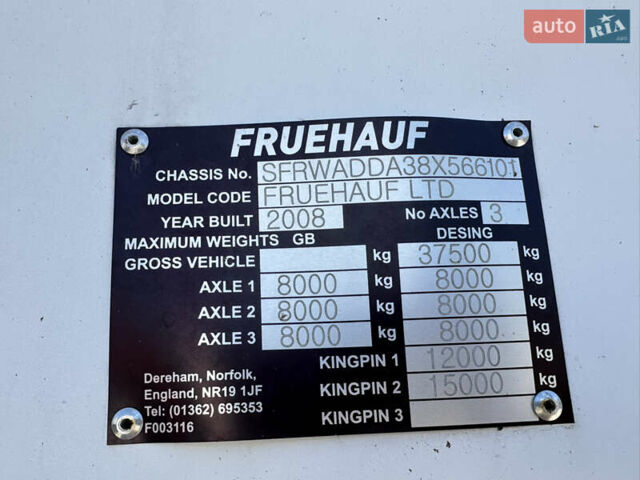 auto RIA.com
FRUEHAUF
CHASSIS No. SFRWADDA38X566101
MODEL CODE FRUEHAUF LTD
YEAR BUILT 2008 No AXLES 3
MAXIMUM WEIGHTS GB DESING
GROSS VEHICLE kg 37500 kg
AXLE 1 8000 kg 8000 kg
AXLE 2 8000 kg 8000 kg
AXLE 3 8000 kg 8000 kg
KINGPIN 1 12000 kg
KINGPIN 2 15000 kg
KINGPIN 3
Dereham, Norfolk,
England, NR19 1JF
Tel: (01362) 695353
F003116